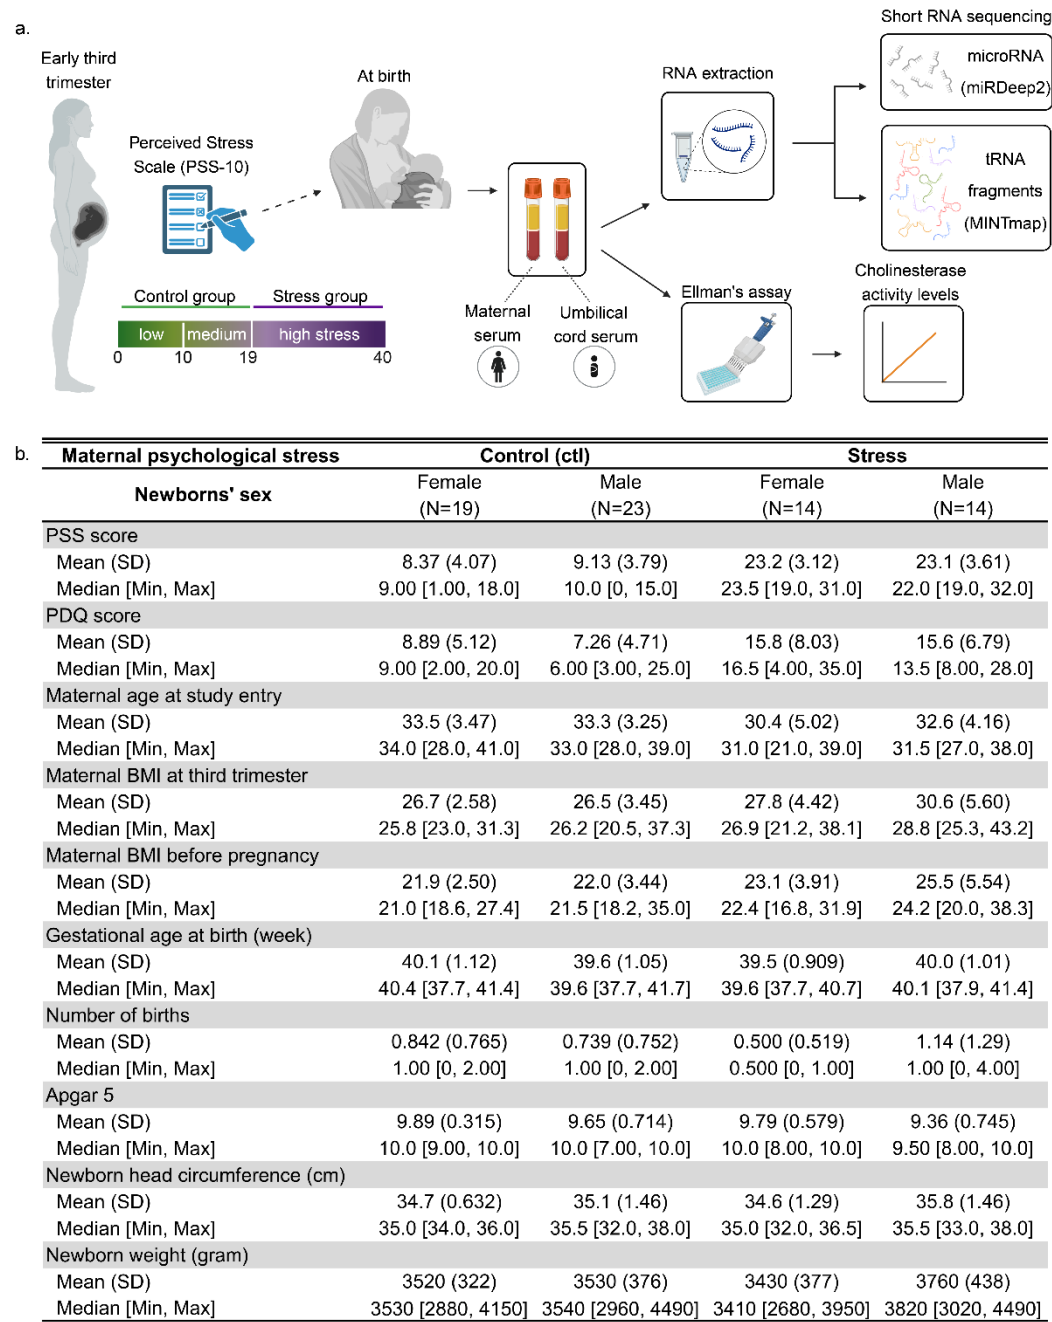 a.
Early third
trimester
Perceived Stress
Scale (PSS-10)
Control group
Stress group
low
medium
high stress
0
10
19
40
At birth
Maternal
serum
Umbilical
cord serum
RNA extraction
Short RNA sequencing
microRNA
(miRDeep2)
tRNA
fragments
(MINTmap)
Ellman's assay
Cholinesterase
activity levels
b.
Maternal psychological stress Control (ctl) Stress
Newborns' sex Female (N=19) Male (N=23) Female (N=14) Male (N=14)
PSS score
Mean (SD) 8.37 (4.07) 9.13 (3.79) 23.2 (3.12) 23.1 (3.61)
Median [Min, Max] 9.00 [1.00, 18.0] 10.0 [0, 15.0] 23.5 [19.0, 31.0] 22.0 [19.0, 32.0]
PDQ score
Mean (SD) 8.89 (5.12) 7.26 (4.71) 15.8 (8.03) 15.6 (6.79)
Median [Min, Max] 9.00 [2.00, 20.0] 6.00 [3.00, 25.0] 16.5 [4.00, 35.0] 13.5 [8.00, 28.0]
Maternal age at study entry
Mean (SD) 33.5 (3.47) 33.3 (3.25) 30.4 (5.02) 32.6 (4.16)
Median [Min, Max] 34.0 [28.0, 41.0] 33.0 [28.0, 39.0] 31.0 [21.0, 39.0] 31.5 [27.0, 38.0]
Maternal BMI at third trimester
Mean (SD) 26.7 (2.58) 26.5 (3.45) 27.8 (4.42) 30.6 (5.60)
Median [Min, Max] 25.8 [23.0, 31.3] 26.2 [20.5, 37.3] 26.9 [21.2, 38.1] 28.8 [25.3, 43.2]
Maternal BMI before pregnancy
Mean (SD) 21.9 (2.50) 22.0 (3.44) 23.1 (3.91) 25.5 (5.54)
Median [Min, Max] 21.0 [18.6, 27.4] 21.5 [18.2, 35.0] 22.4 [16.8, 31.9] 24.2 [20.0, 38.3]
Gestational age at birth (week)
Mean (SD) 40.1 (1.12) 39.6 (1.05) 39.5 (0.909) 40.0 (1.01)
Median [Min, Max] 40.4 [37.7, 41.4] 39.6 [37.7, 41.7] 39.6 [37.7, 40.7] 40.1 [37.9, 41.4]
Number of births
Mean (SD) 0.842 (0.765) 0.739 (0.752) 0.500 (0.519) 1.14 (1.29)
Median [Min, Max] 1.00 [0, 2.00] 1.00 [0, 2.00] 0.500 [0, 1.00] 1.00 [0, 4.00]
Apgar 5
Mean (SD) 9.89 (0.315) 9.65 (0.714) 9.79 (0.579) 9.36 (0.745)
Median [Min, Max] 10.0 [9.00, 10.0] 10.0 [7.00, 10.0] 10.0 [8.00, 10.0] 9.50 [8.00, 10.0]
Newborn head circumference (cm)
Mean (SD) 34.7 (0.632) 35.1 (1.46) 34.6 (1.29) 35.8 (1.46)
Median [Min, Max] 35.0 [34.0, 36.0] 35.5 [32.0, 38.0] 35.0 [32.0, 36.5] 35.5 [33.0, 38.0]
Newborn weight (gram)
Mean (SD) 3520 (322) 3530 (376) 3430 (377) 3760 (438)
Median [Min, Max] 3530 [2880, 4150] 3540 [2960, 4490] 3410 [2680, 3950] 3820 [3020, 4490]